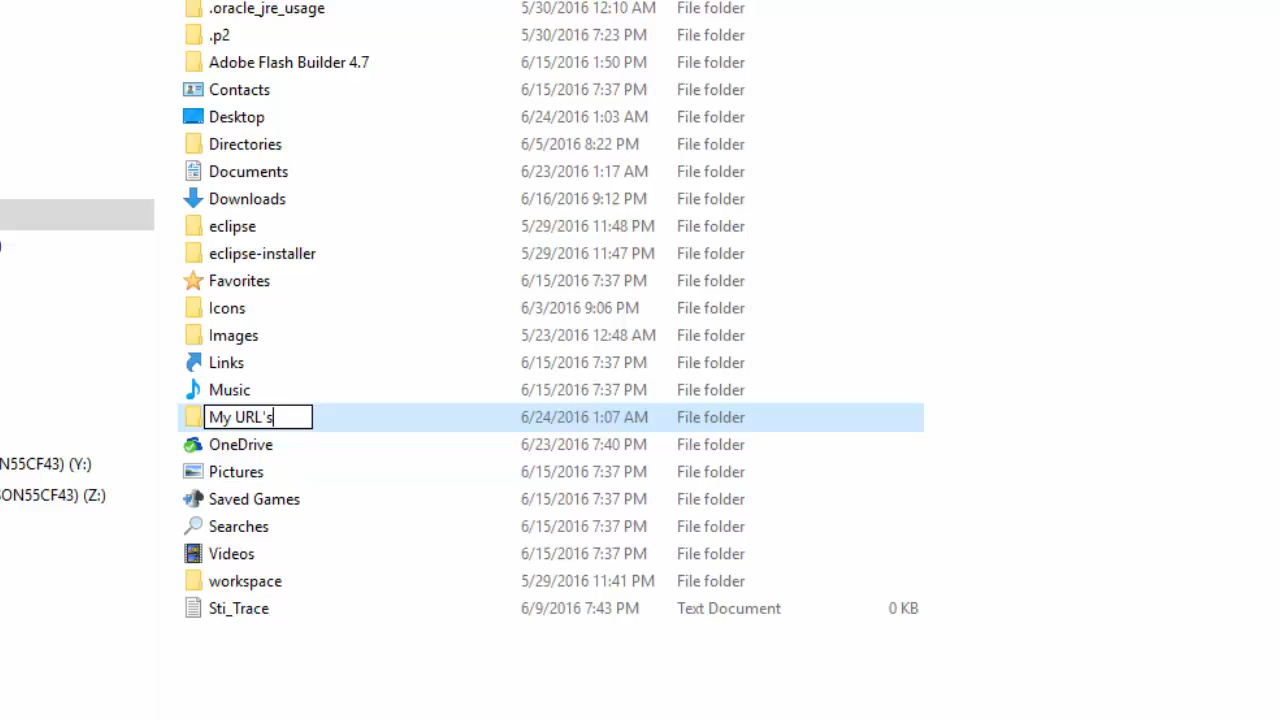 .oracle_jre_usage 5/30/2016 12:10 AM File folder
.p2 5/30/2016 7:23 PM File folder
Adobe Flash Builder 4.7 6/15/2016 1:50 PM File folder
Contacts 6/15/2016 7:37 PM File folder
Desktop 6/24/2016 1:03 AM File folder
Directories 6/5/2016 8:22 PM File folder
Documents 6/23/2016 1:17 AM File folder
Downloads 6/16/2016 9:12 PM File folder
eclipse 5/29/2016 11:48 PM File folder
) eclipse-installer 5/29/2016 11:47 PM File folder
Favorites 6/15/2016 7:37 PM File folder
Icons 6/3/2016 9:06 PM File folder
Images 5/23/2016 12:48 AM File folder
Links 6/15/2016 7:37 PM File folder
Music 6/15/2016 7:37 PM File folder
My URL's 6/24/2016 1:07 AM File folder
OneDrive 6/23/2016 7:40 PM File folder
N55CF43) (Y:) Pictures 6/15/2016 7:37 PM File folder
SON55CF43) (Z:) Saved Games 6/15/2016 7:37 PM File folder
Searches 6/15/2016 7:37 PM File folder
Videos 6/15/2016 7:37 PM File folder
workspace 5/29/2016 11:41 PM File folder
Sti_Trace 6/9/2016 7:43 PM Text Document 0 KB